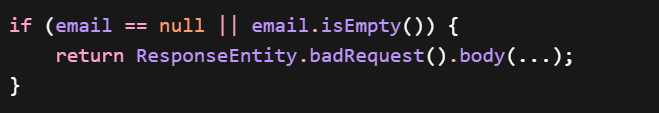 if (email == null || email.isEmpty()) {
    return ResponseEntity.badRequest().body(...);
}